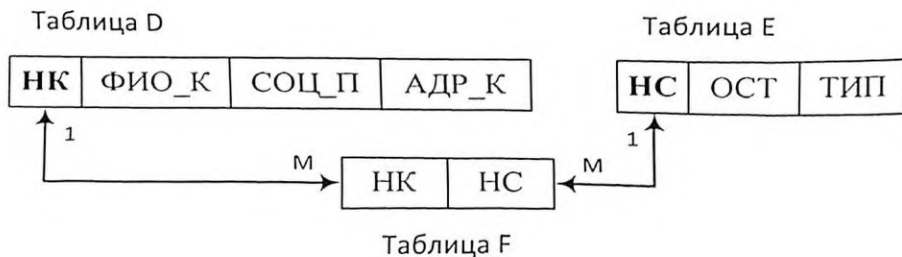 Таблица D
Таблица E
НК ФИО_К СОЦ_П АДР_К
НС ОСТ ТИП
1
M
M
1
НК НС
Таблица F